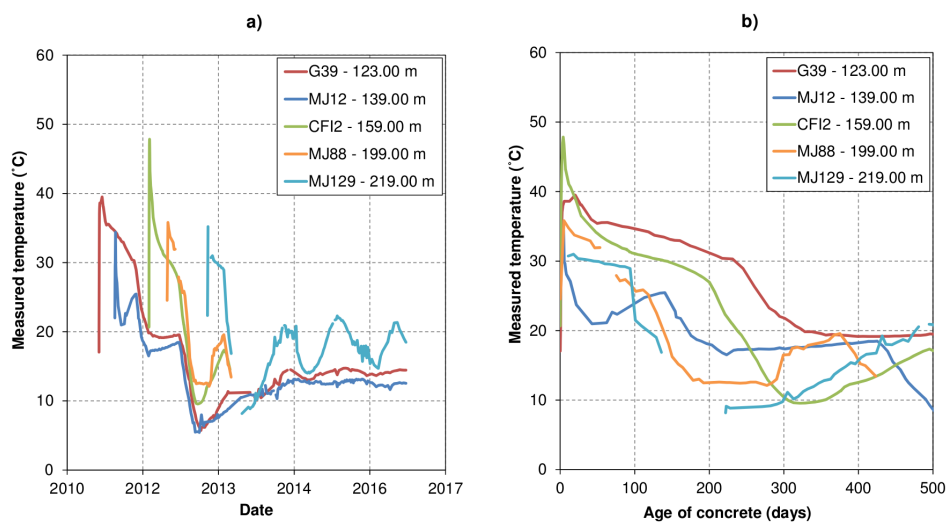 a)
60
50
40
30
20
10
0
Measured temperature (˚C)
G39 - 123.00 m
MJ12 - 139.00 m
CFI2 - 159.00 m
MJ88 - 199.00 m
MJ129 - 219.00 m
2010 2012 2013 2014 2016 2017
Date
b)
60
50
40
30
20
10
0
Measured temperature (˚C)
G39 - 123.00 m
MJ12 - 139.00 m
CFI2 - 159.00 m
MJ88 - 199.00 m
MJ129 - 219.00 m
0 100 200 300 400 500
Age of concrete (days)